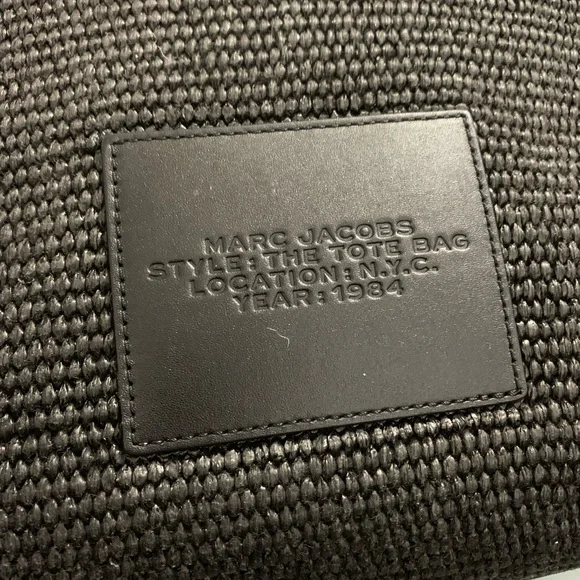 MARC JACOBS
STYLE: THE TOTE BAG
LOCATION: N.Y.C.
YEAR: 1984